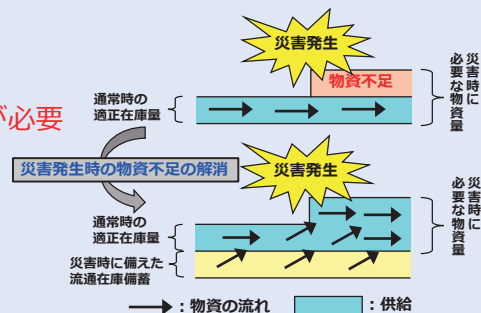 災害発生
物資不足
災害時に
必要な物資量
通常時の
適正在庫量
が必要
災害発生時の物資不足の解消
災害発生
通常時の
適正在庫量
災害時に
必要な物資量
災害時に備えた
流通在庫備蓄
：物資の流れ
：供給